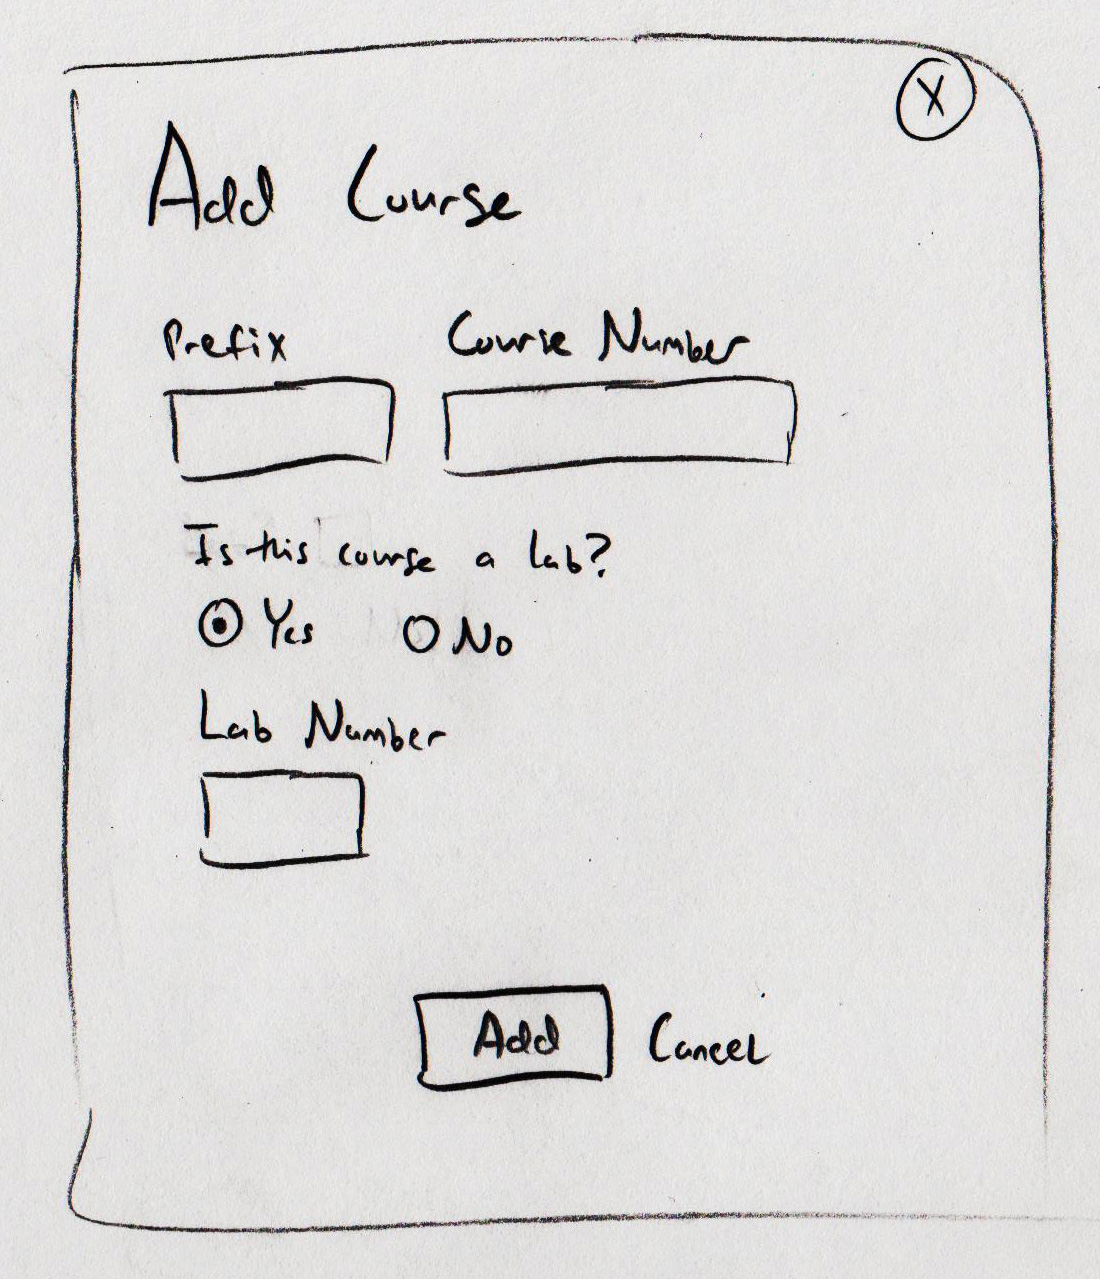 X
Add Course
Prefix Course Number
Is this course a lab?
Yes No
Lab Number
Add Cancel